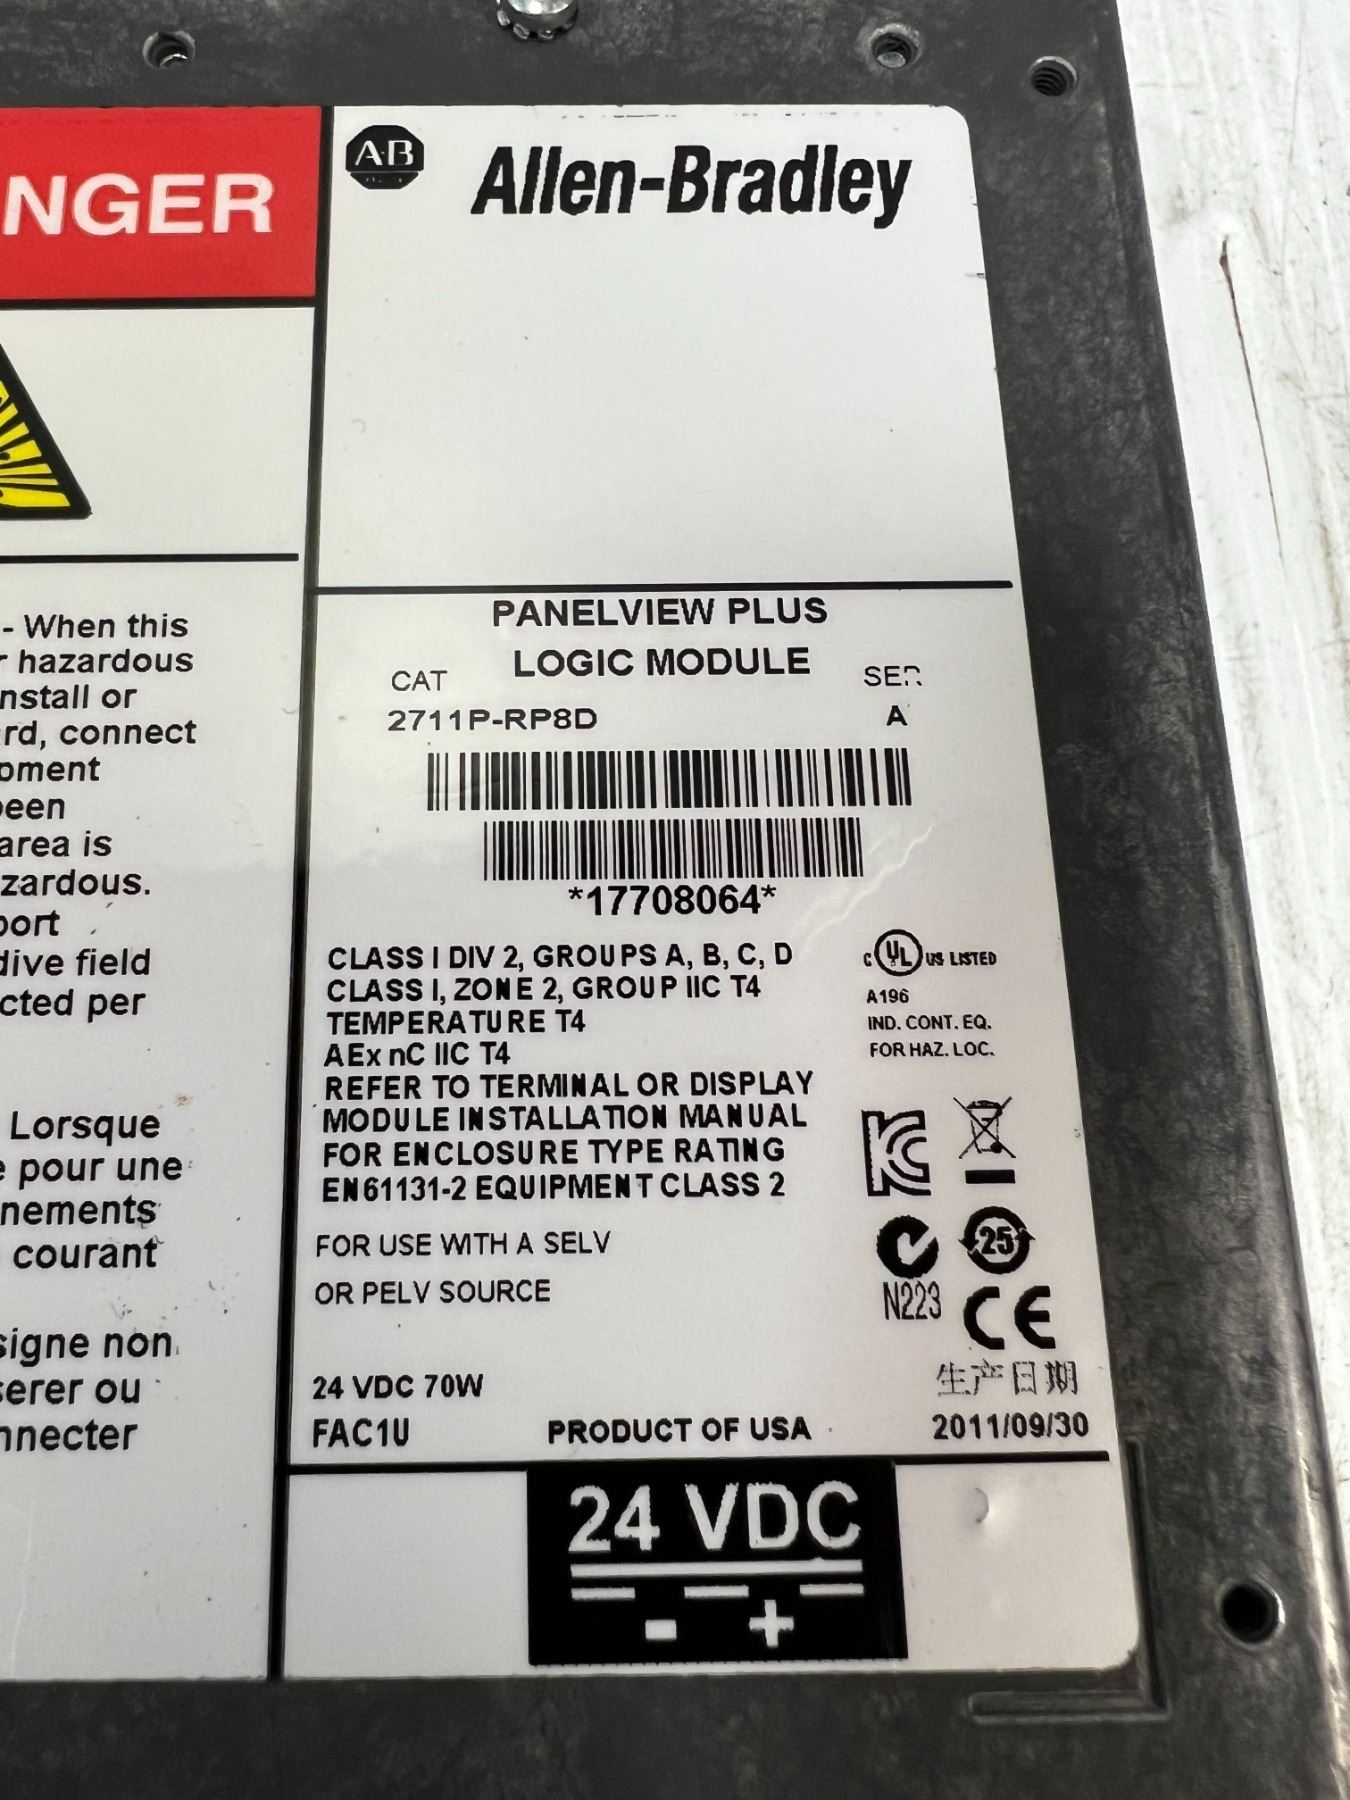 NGER
- When this
r hazardous
nstall or
rd, connect
pment
been
area is
zardous.
port
dive field
cted per
Lorsque
e pour une
nements
courant
signe non
serer ou
nnecter
A·B
Allen-Bradley
PANELVIEW PLUS
LOGIC MODULE
CAT SER
2711P-RP8D A
*17708064*
CLASS I DIV 2, GROUPS A, B, C, D
CLASS I, ZONE 2, GROUP IIC T4
TEMPERATURE T4
AEx nC IIC T4
REFER TO TERMINAL OR DISPLAY
MODULE INSTALLATION MANUAL
FOR ENCLOSURE TYPE RATING
EN61131-2 EQUIPMENT CLASS 2
C UL US LISTED
A196
IND. CONT. EQ.
FOR HAZ. LOC.
KC
25
N223 CE
FOR USE WITH A SELV
OR PELV SOURCE
24 VDC 70W
生产日期
FAC1U PRODUCT OF USA 2011/09/30
24 VDC
- +